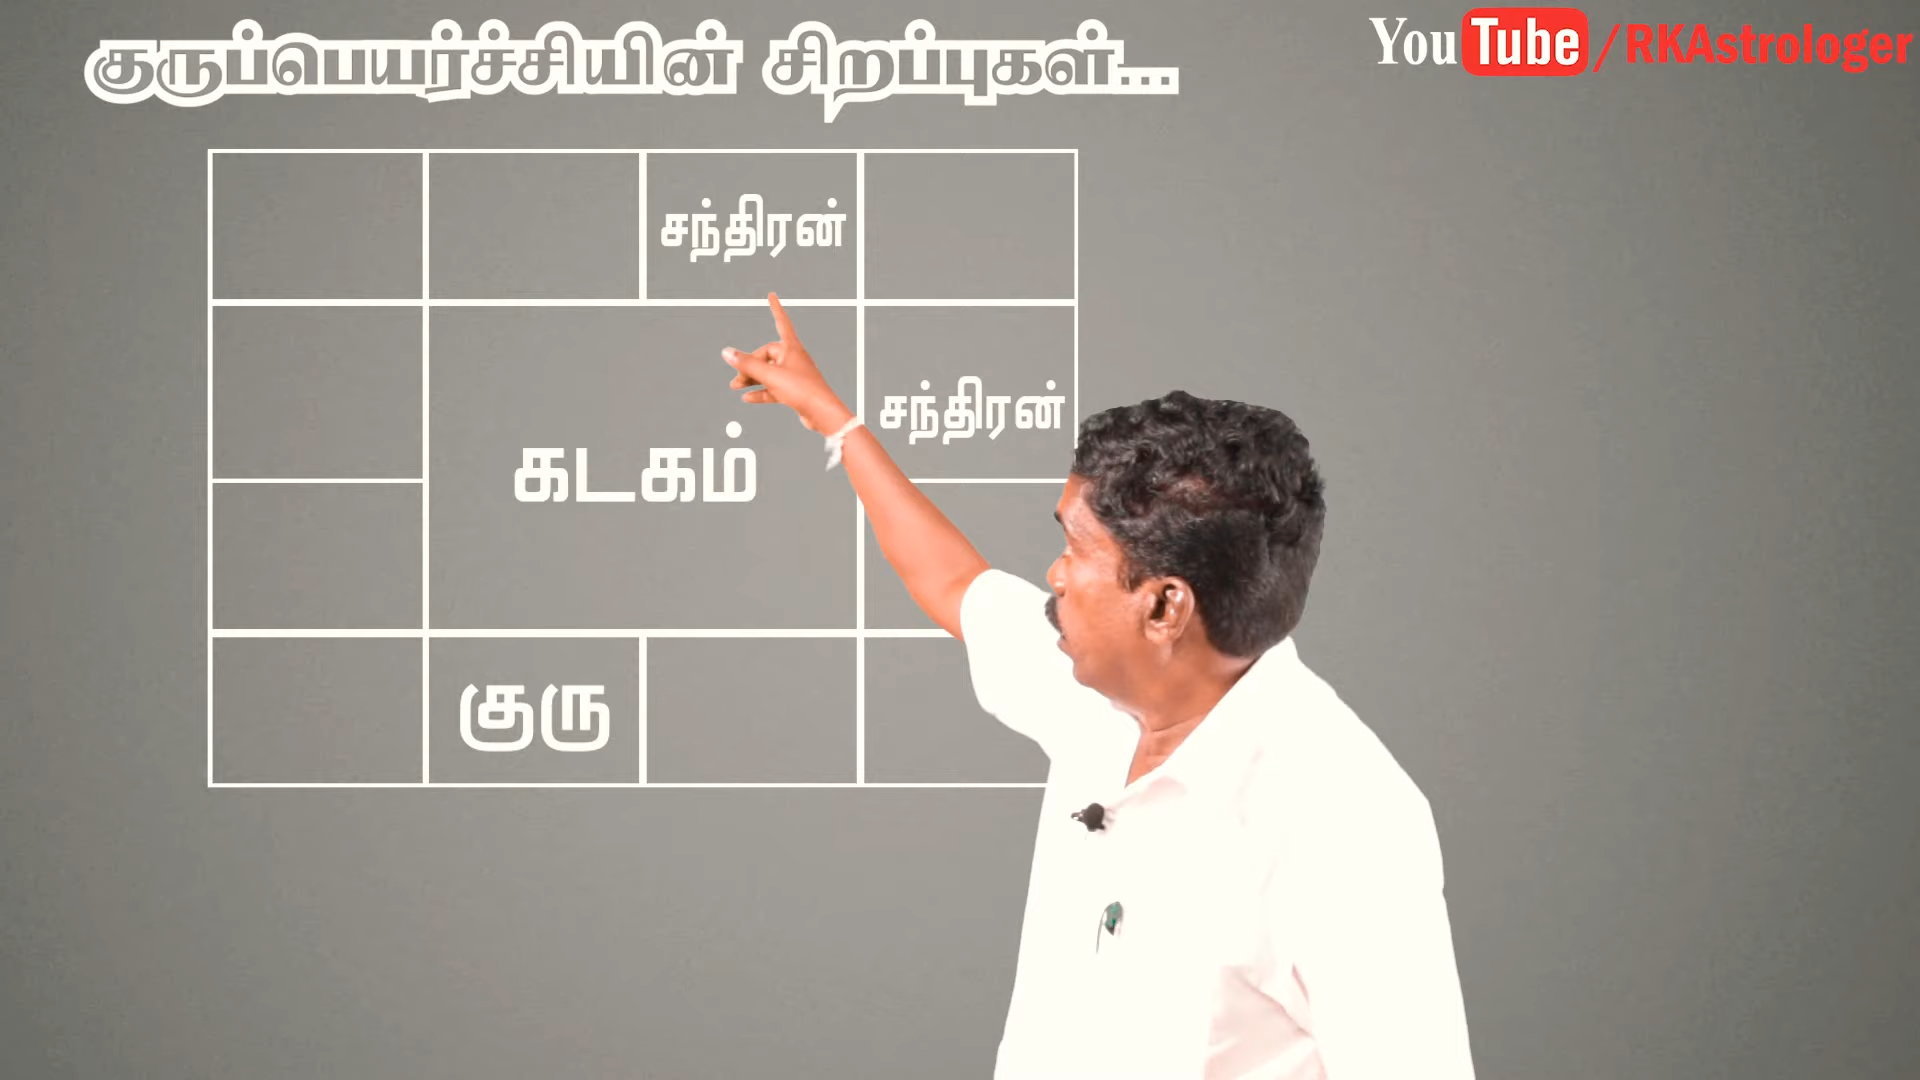 குருப்பெயர்ச்சியின் சிறப்புகள்...
YouTube/RKAstrologer
சந்திரன்
சந்திரன்
கடகம்
குரு